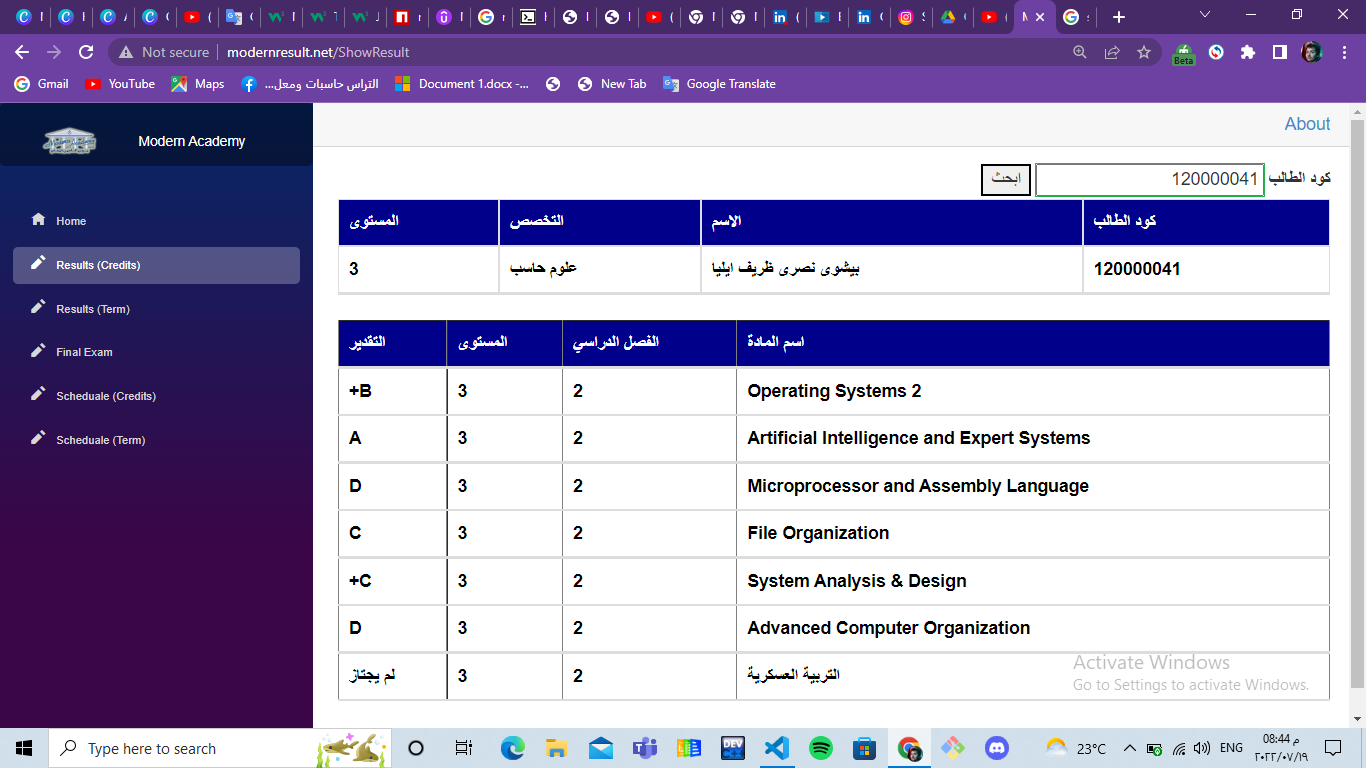 Not secure | modernresult.net/ShowResult
Beta
Gmail YouTube Maps التراس حاسبات ومعل... Document 1.docx -... New Tab Google Translate
Modern Academy
About
Home
Results (Credits)
Results (Term)
Final Exam
Scheduale (Credits)
Scheduale (Term)
كود الطالب 120000041 ابحث
كود الطالب الاسم التخصص المستوى
120000041 بيشوى نصرى ظريف ايليا علوم حاسب 3
اسم المادة الفصل الدراسي المستوى التقدير
Operating Systems 2 2 3 +B
Artificial Intelligence and Expert Systems 2 3 A
Microprocessor and Assembly Language 2 3 D
File Organization 2 3 C
System Analysis & Design 2 3 +C
Advanced Computer Organization 2 3 D
التربية العسكرية 2 3 لم يجتاز
Activate Windows
Go to Settings to activate Windows.
Type here to search
DEV
23°C
ENG
08:44 م
٢٠٢٢/٠٧/١٩